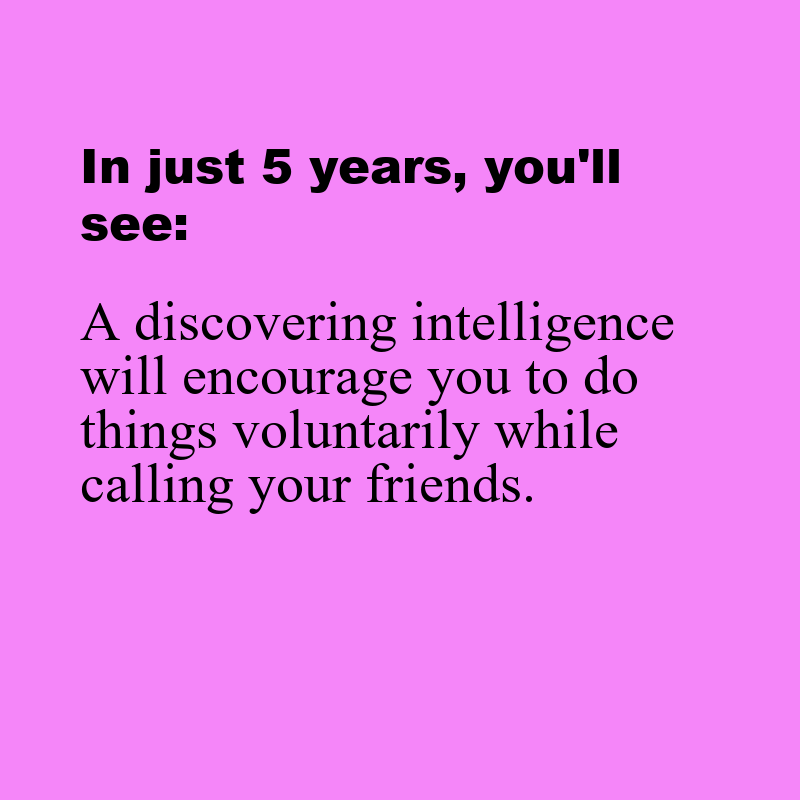 In just 5 years, you'll
see:
A discovering intelligence
will encourage you to do
things voluntarily while
calling your friends.